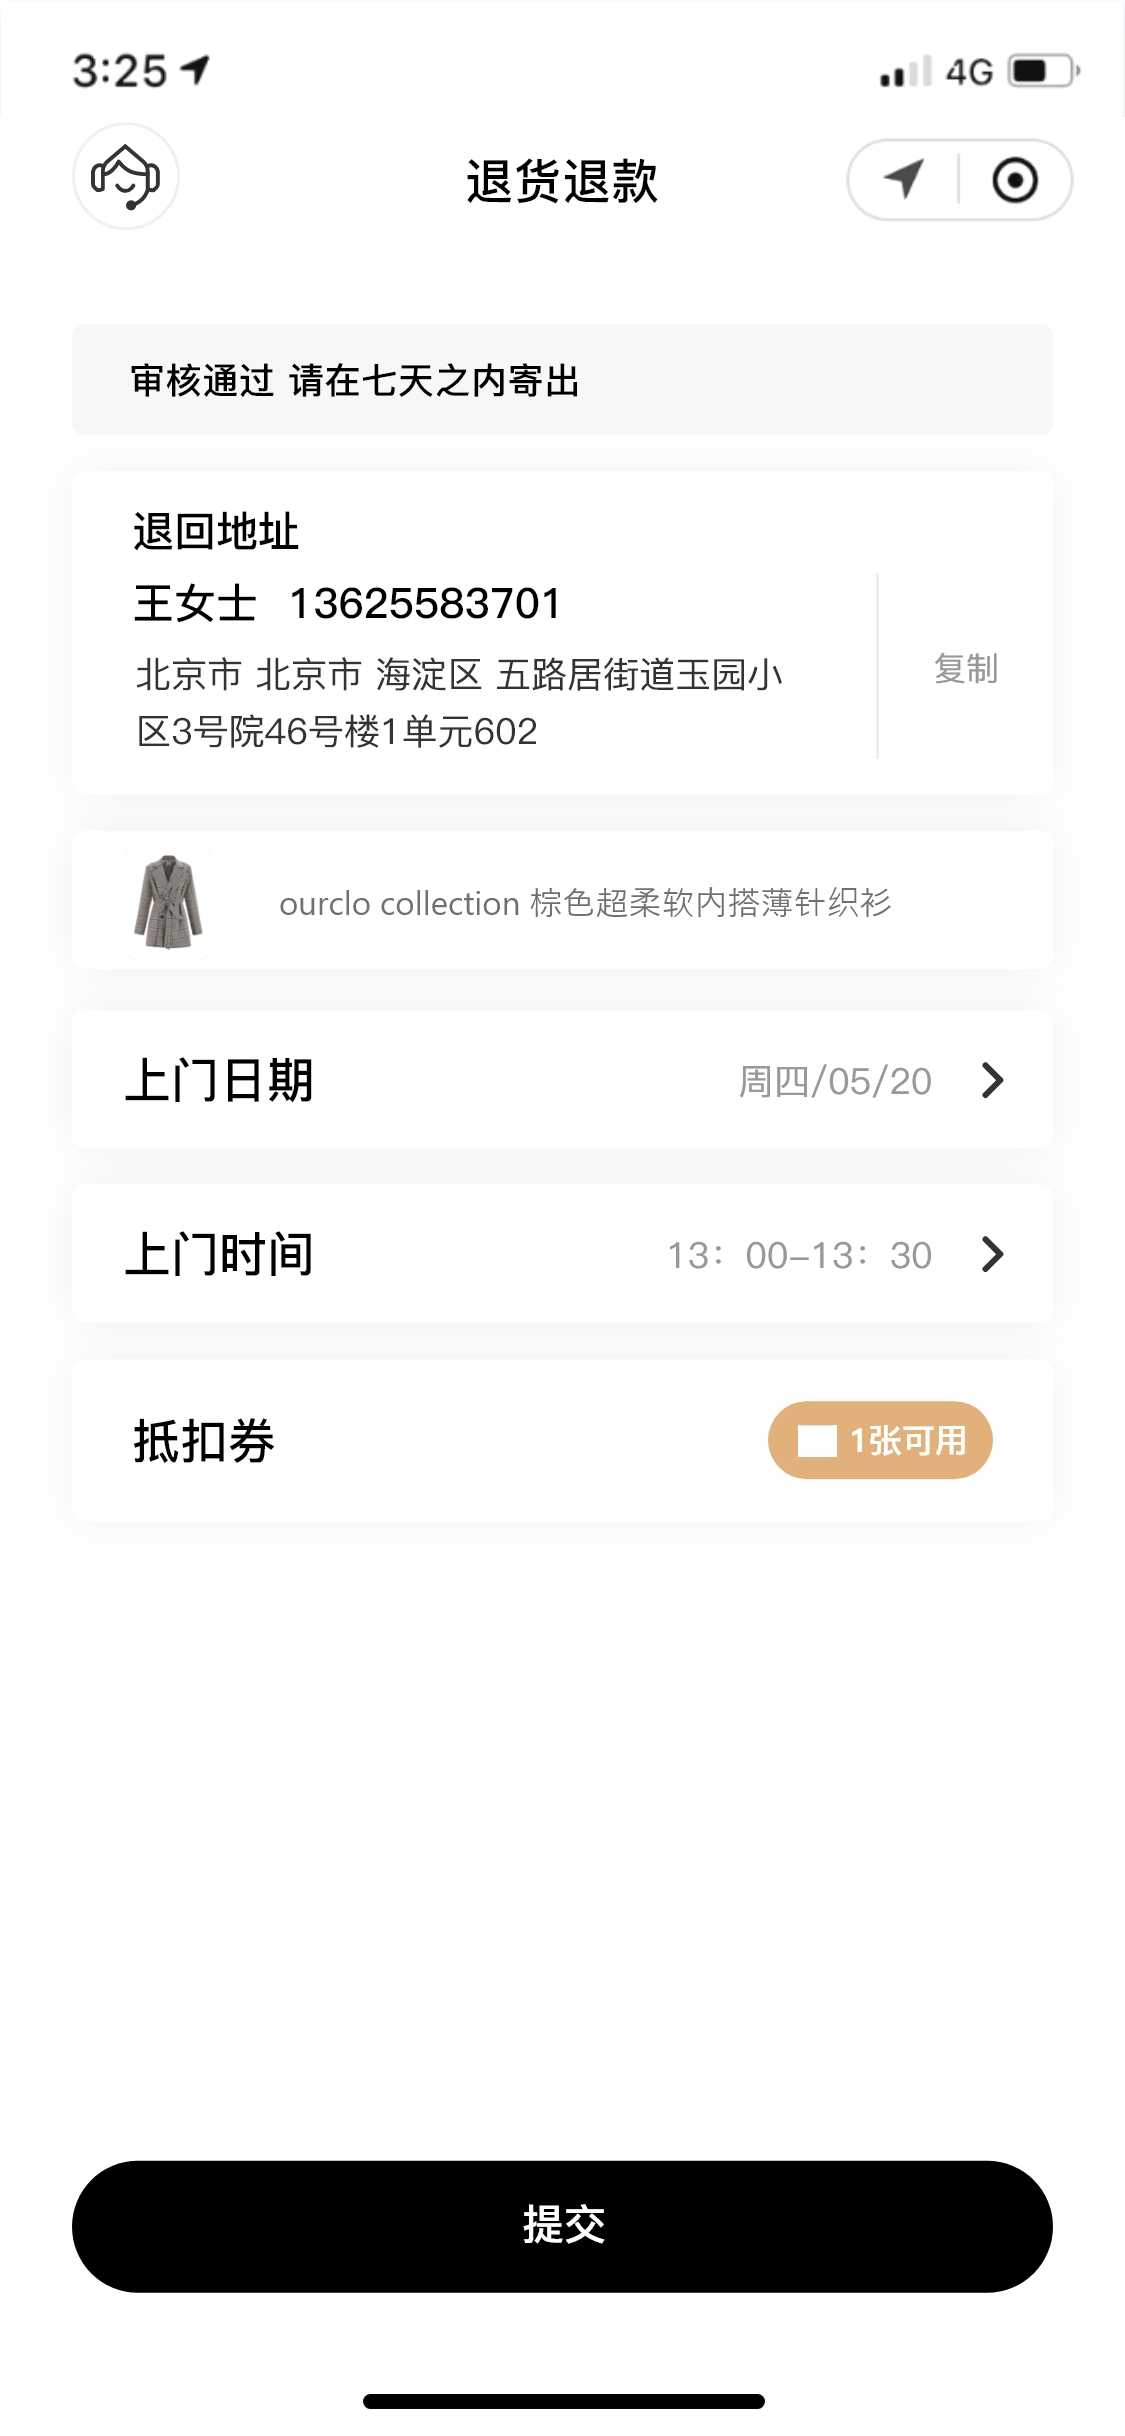 3:25
4G
退货退款
审核通过 请在七天之内寄出
退回地址
王女士 13625583701
北京市 北京市 海淀区 五路居街道玉园小
区3号院46号楼1单元602
复制
ourclo collection 棕色超柔软内搭薄针织衫
上门日期
周四/05/20
上门时间
13：00-13：30
抵扣券
1张可用
提交